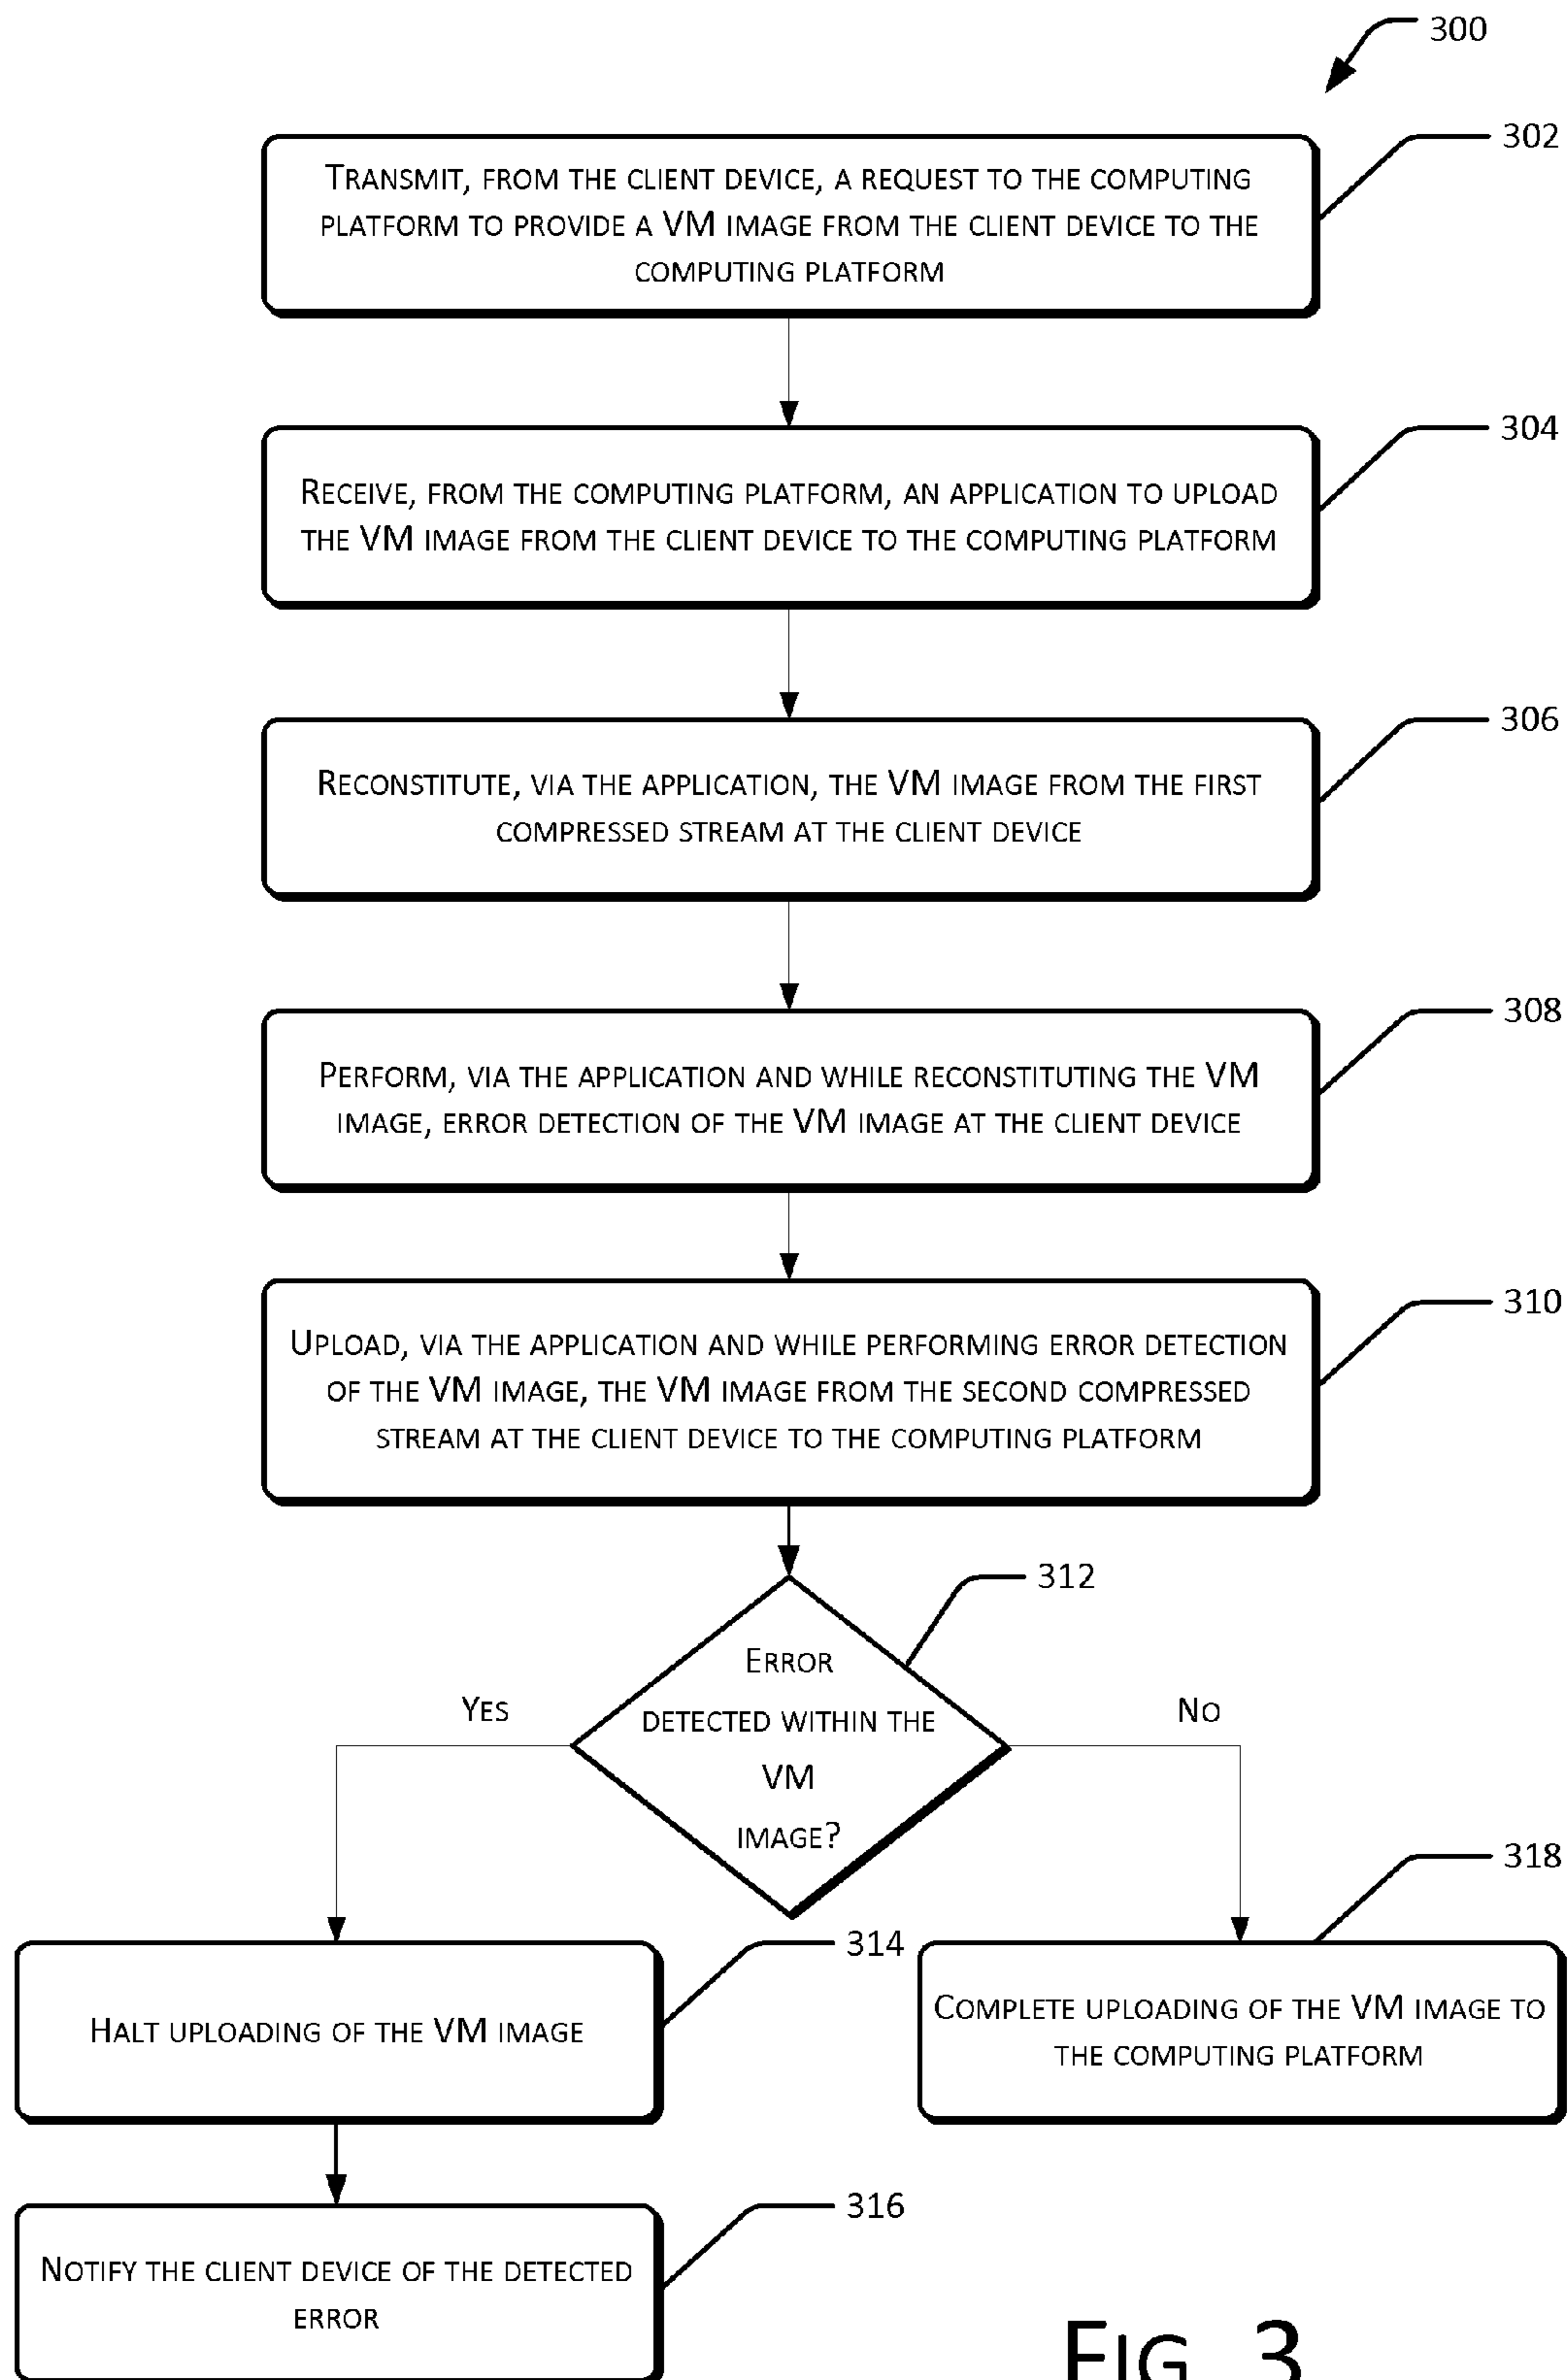 300
302
TRANSMIT, FROM THE CLIENT DEVICE, A REQUEST TO THE COMPUTING
PLATFORM TO PROVIDE A VM IMAGE FROM THE CLIENT DEVICE TO THE
COMPUTING PLATFORM
304
RECEIVE, FROM THE COMPUTING PLATFORM, AN APPLICATION TO UPLOAD
THE VM IMAGE FROM THE CLIENT DEVICE TO THE COMPUTING PLATFORM
306
RECONSTITUTE, VIA THE APPLICATION, THE VM IMAGE FROM THE FIRST
COMPRESSED STREAM AT THE CLIENT DEVICE
308
PERFORM, VIA THE APPLICATION AND WHILE RECONSTITUTING THE VM
IMAGE, ERROR DETECTION OF THE VM IMAGE AT THE CLIENT DEVICE
310
UPLOAD, VIA THE APPLICATION AND WHILE PERFORMING ERROR DETECTION
OF THE VM IMAGE, THE VM IMAGE FROM THE SECOND COMPRESSED
STREAM AT THE CLIENT DEVICE TO THE COMPUTING PLATFORM
312
ERROR
DETECTED WITHIN THE
VM
IMAGE?
YES
NO
314
HALT UPLOADING OF THE VM IMAGE
318
COMPLETE UPLOADING OF THE VM IMAGE TO
THE COMPUTING PLATFORM
316
NOTIFY THE CLIENT DEVICE OF THE DETECTED
ERROR
FIG. 3